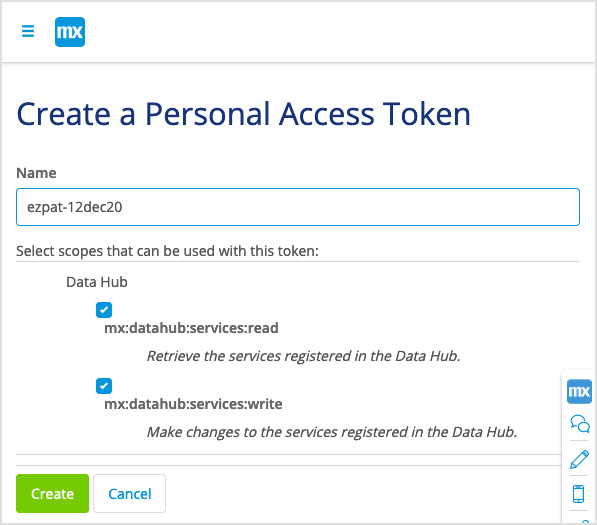 mx
Create a Personal Access Token
Name
ezpat-12dec20
Select scopes that can be used with this token:
Data Hub
mx:datahub:services:read
Retrieve the services registered in the Data Hub.
mx:datahub:services:write
Make changes to the services registered in the Data Hub.
mx
Create
Cancel